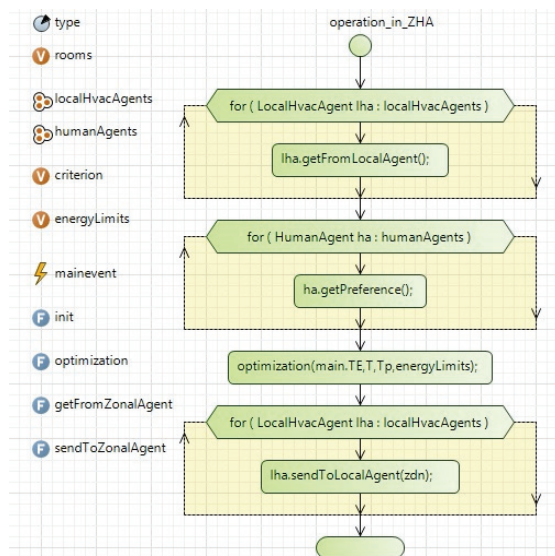 type
rooms
localHvacAgents
humanAgents
criterion
energyLimits
mainevent
init
optimization
getFromZonalAgent
sendToZonalAgent
operation_in_ZHA
for ( LocalHvacAgent lha : localHvacAgents )
lha.getFromLocalAgent();
for ( HumanAgent ha : humanAgents )
ha.getPreference();
optimization(main.TE,T,Tp,energyLimits);
for ( LocalHvacAgent lha : localHvacAgents )
lha.sendToLocalAgent(zdn);